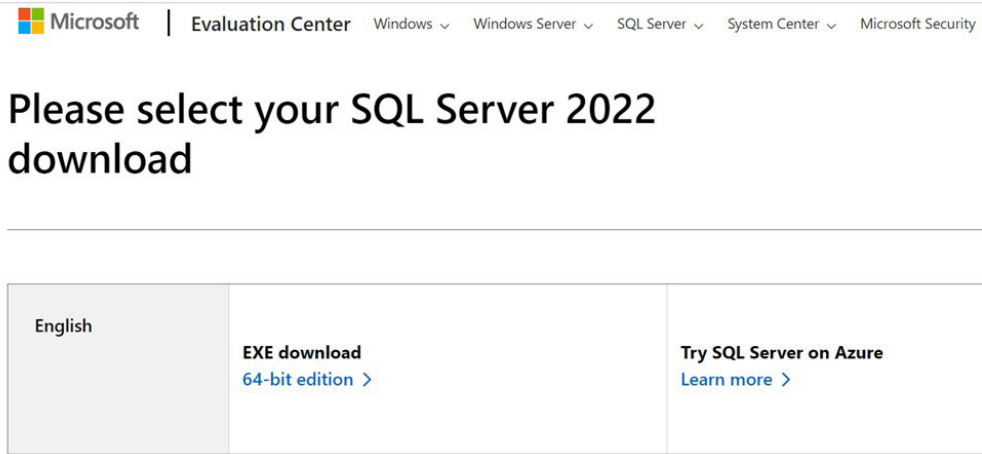 Microsoft | Evaluation Center Windows Windows Server SQL Server System Center Microsoft Security
Please select your SQL Server 2022
download
English
EXE download
64-bit edition >
Try SQL Server on Azure
Learn more >